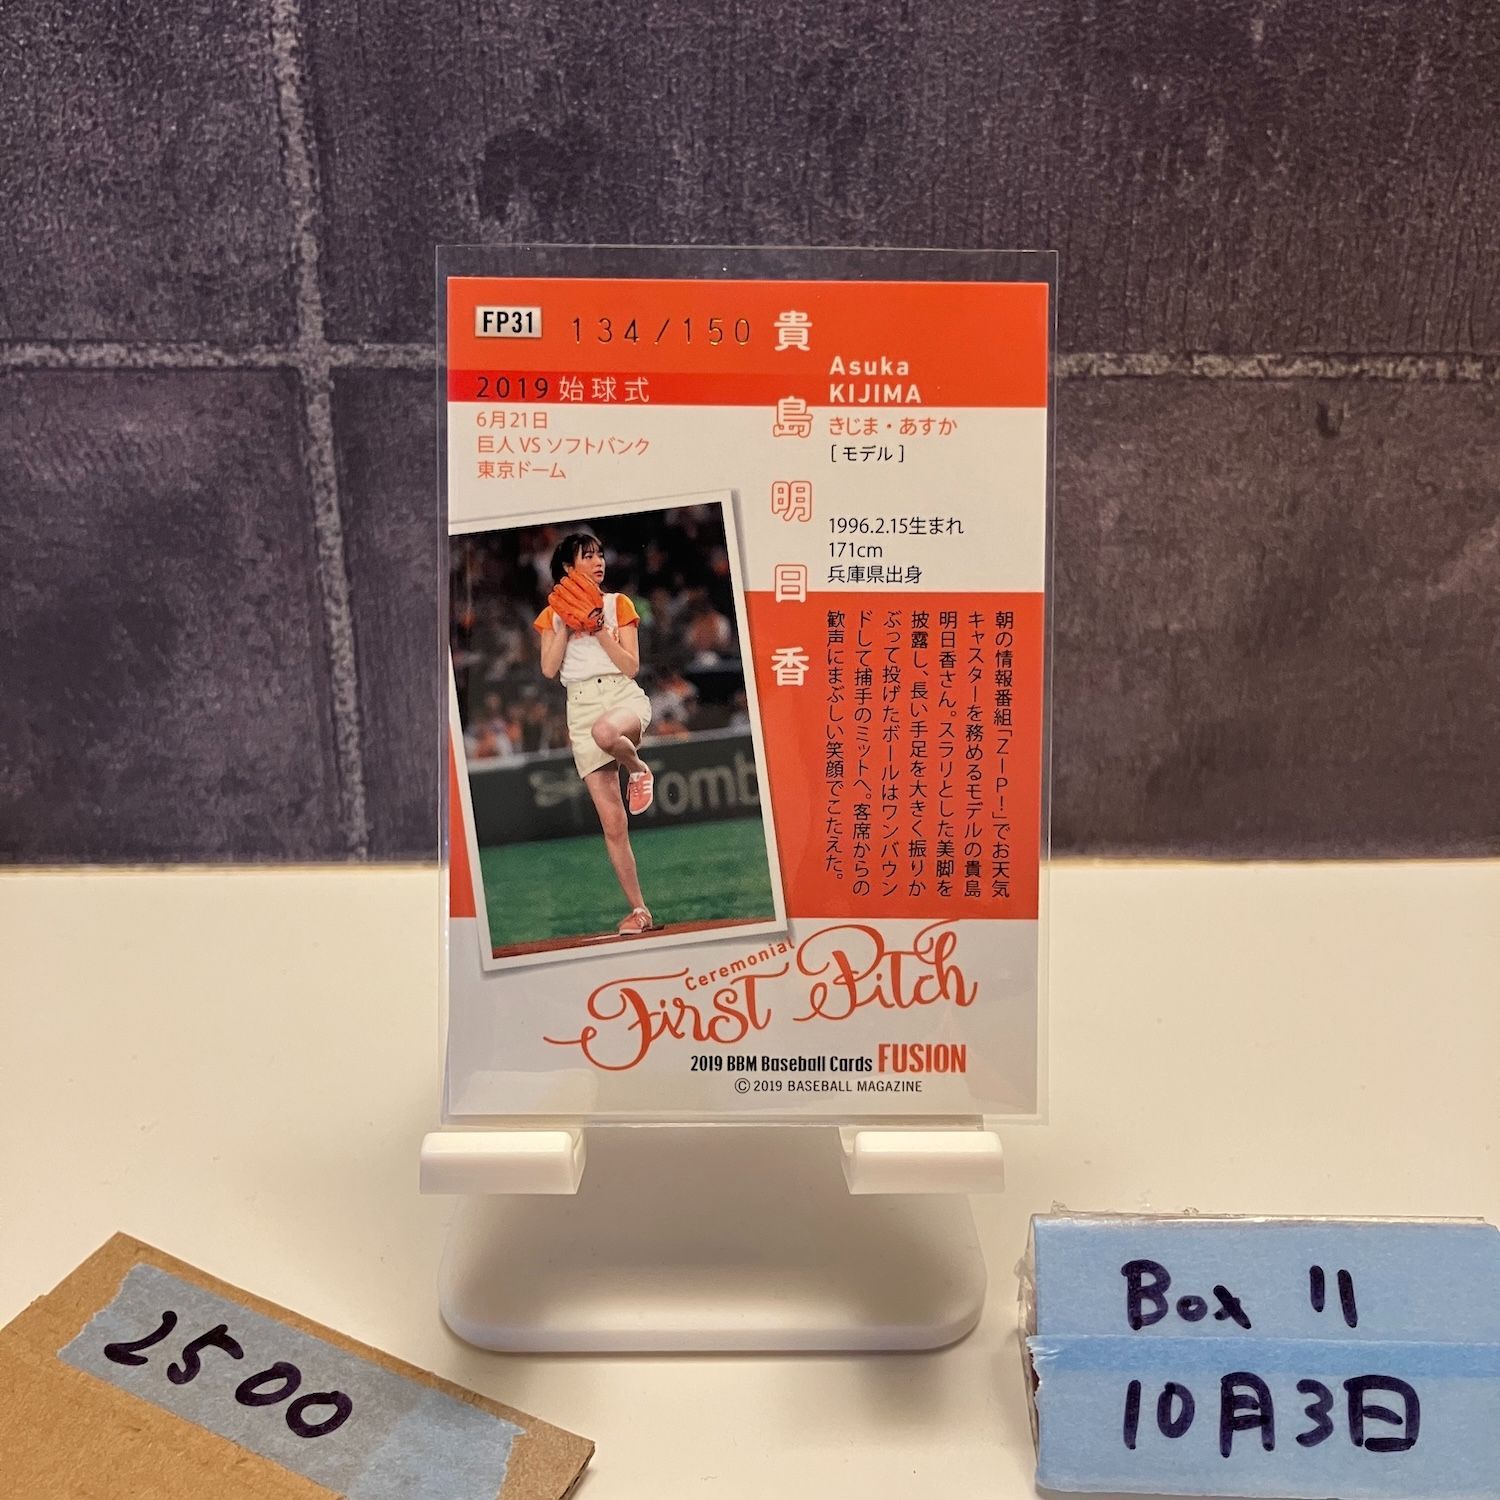 FP31
134/150
2019 始球式
6月21日
巨人 VS ソフトバンク
東京ドーム
貴島明日香
Asuka
KIJIMA
きじま・あすか
[ モデル ]
1996.2.15生まれ
171cm
兵庫県出身
朝の情報番組「ZIP!」でお天気
キャスターを務めるモデルの貴島
明日香さん。スラリとした美脚を
披露し、長い手足を大きく振りか
ぶって投げたボールはワンバウン
ドして捕手のミットへ。客席からの
歓声にまぶしい笑顔でこたえた。
Tomb
Ceremonial
First Pitch
2019 BBM Baseball Cards FUSION
© 2019 BASEBALL MAGAZINE
2500
Box 11
10月3日